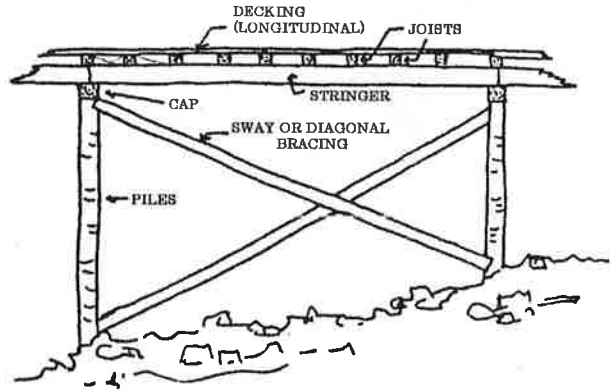 DECKING
(LONGITUDINAL)
JOISTS
STRINGER
CAP
SWAY OR DIAGONAL
BRACING
PILES